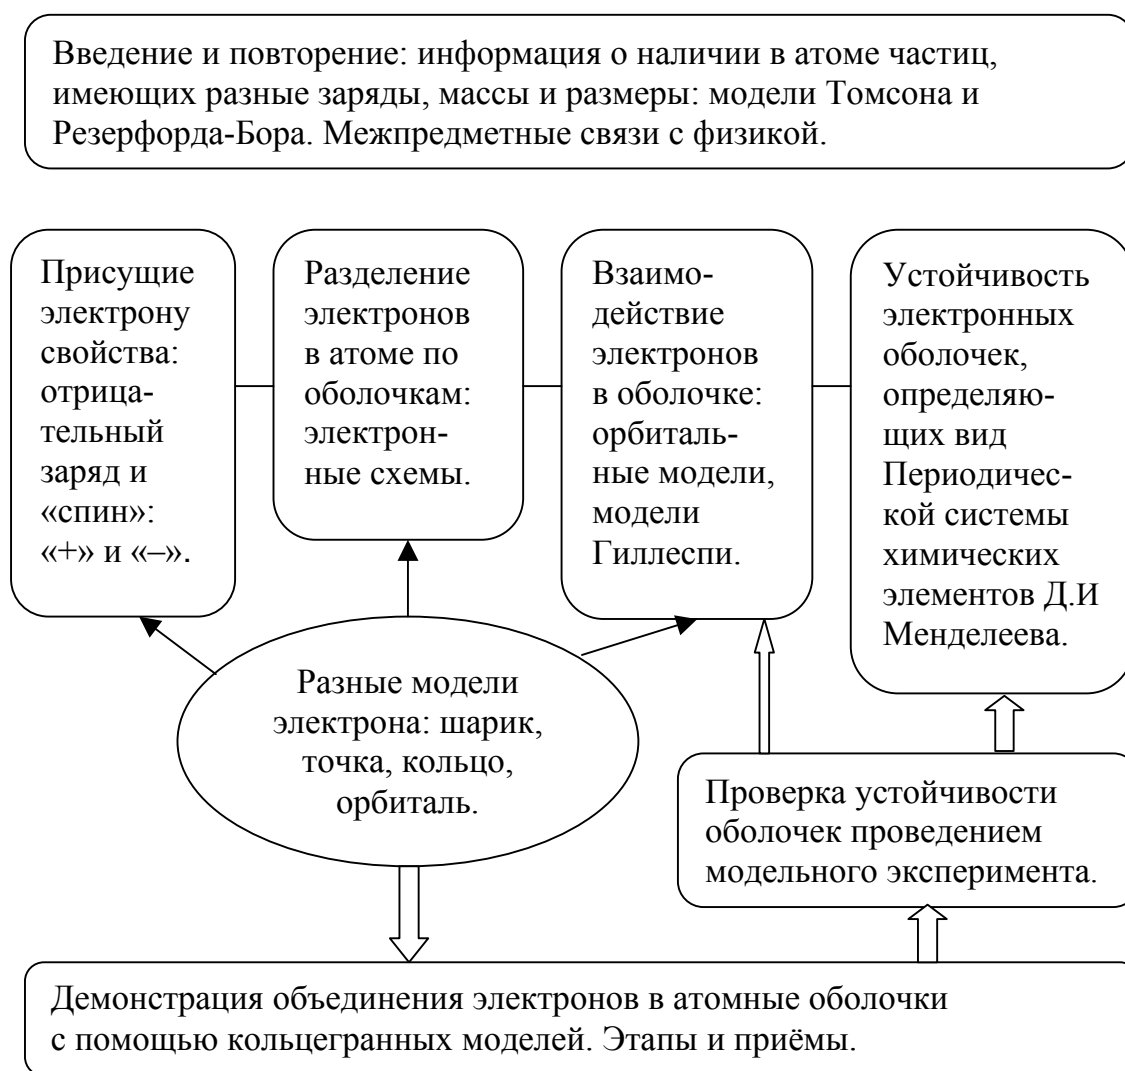 Введение и повторение: информация о наличии в атоме частиц,
имеющих разные заряды, массы и размеры: модели Томсона и
Резерфорда-Бора. Межпредметные связи с физикой.
Присущие
электрону
свойства:
отрица-
тельный
заряд и
«спин»:
«+» и «–».
Разделение
электронов
в атоме по
оболочкам:
электрон-
ные схемы.
Взаимо-
действие
электронов
в оболочке:
орбиталь-
ные модели,
модели
Гиллеспи.
Устойчивость
электронных
оболочек,
определяю-
щих вид
Периодичес-
кой системы
химических
элементов Д.И
Менделеева.
Разные модели
электрона: шарик,
точка, кольцо,
орбиталь.
Проверка устойчивости
оболочек проведением
модельного эксперимента.
Демонстрация объединения электронов в атомные оболочки
с помощью кольцегранных моделей. Этапы и приёмы.